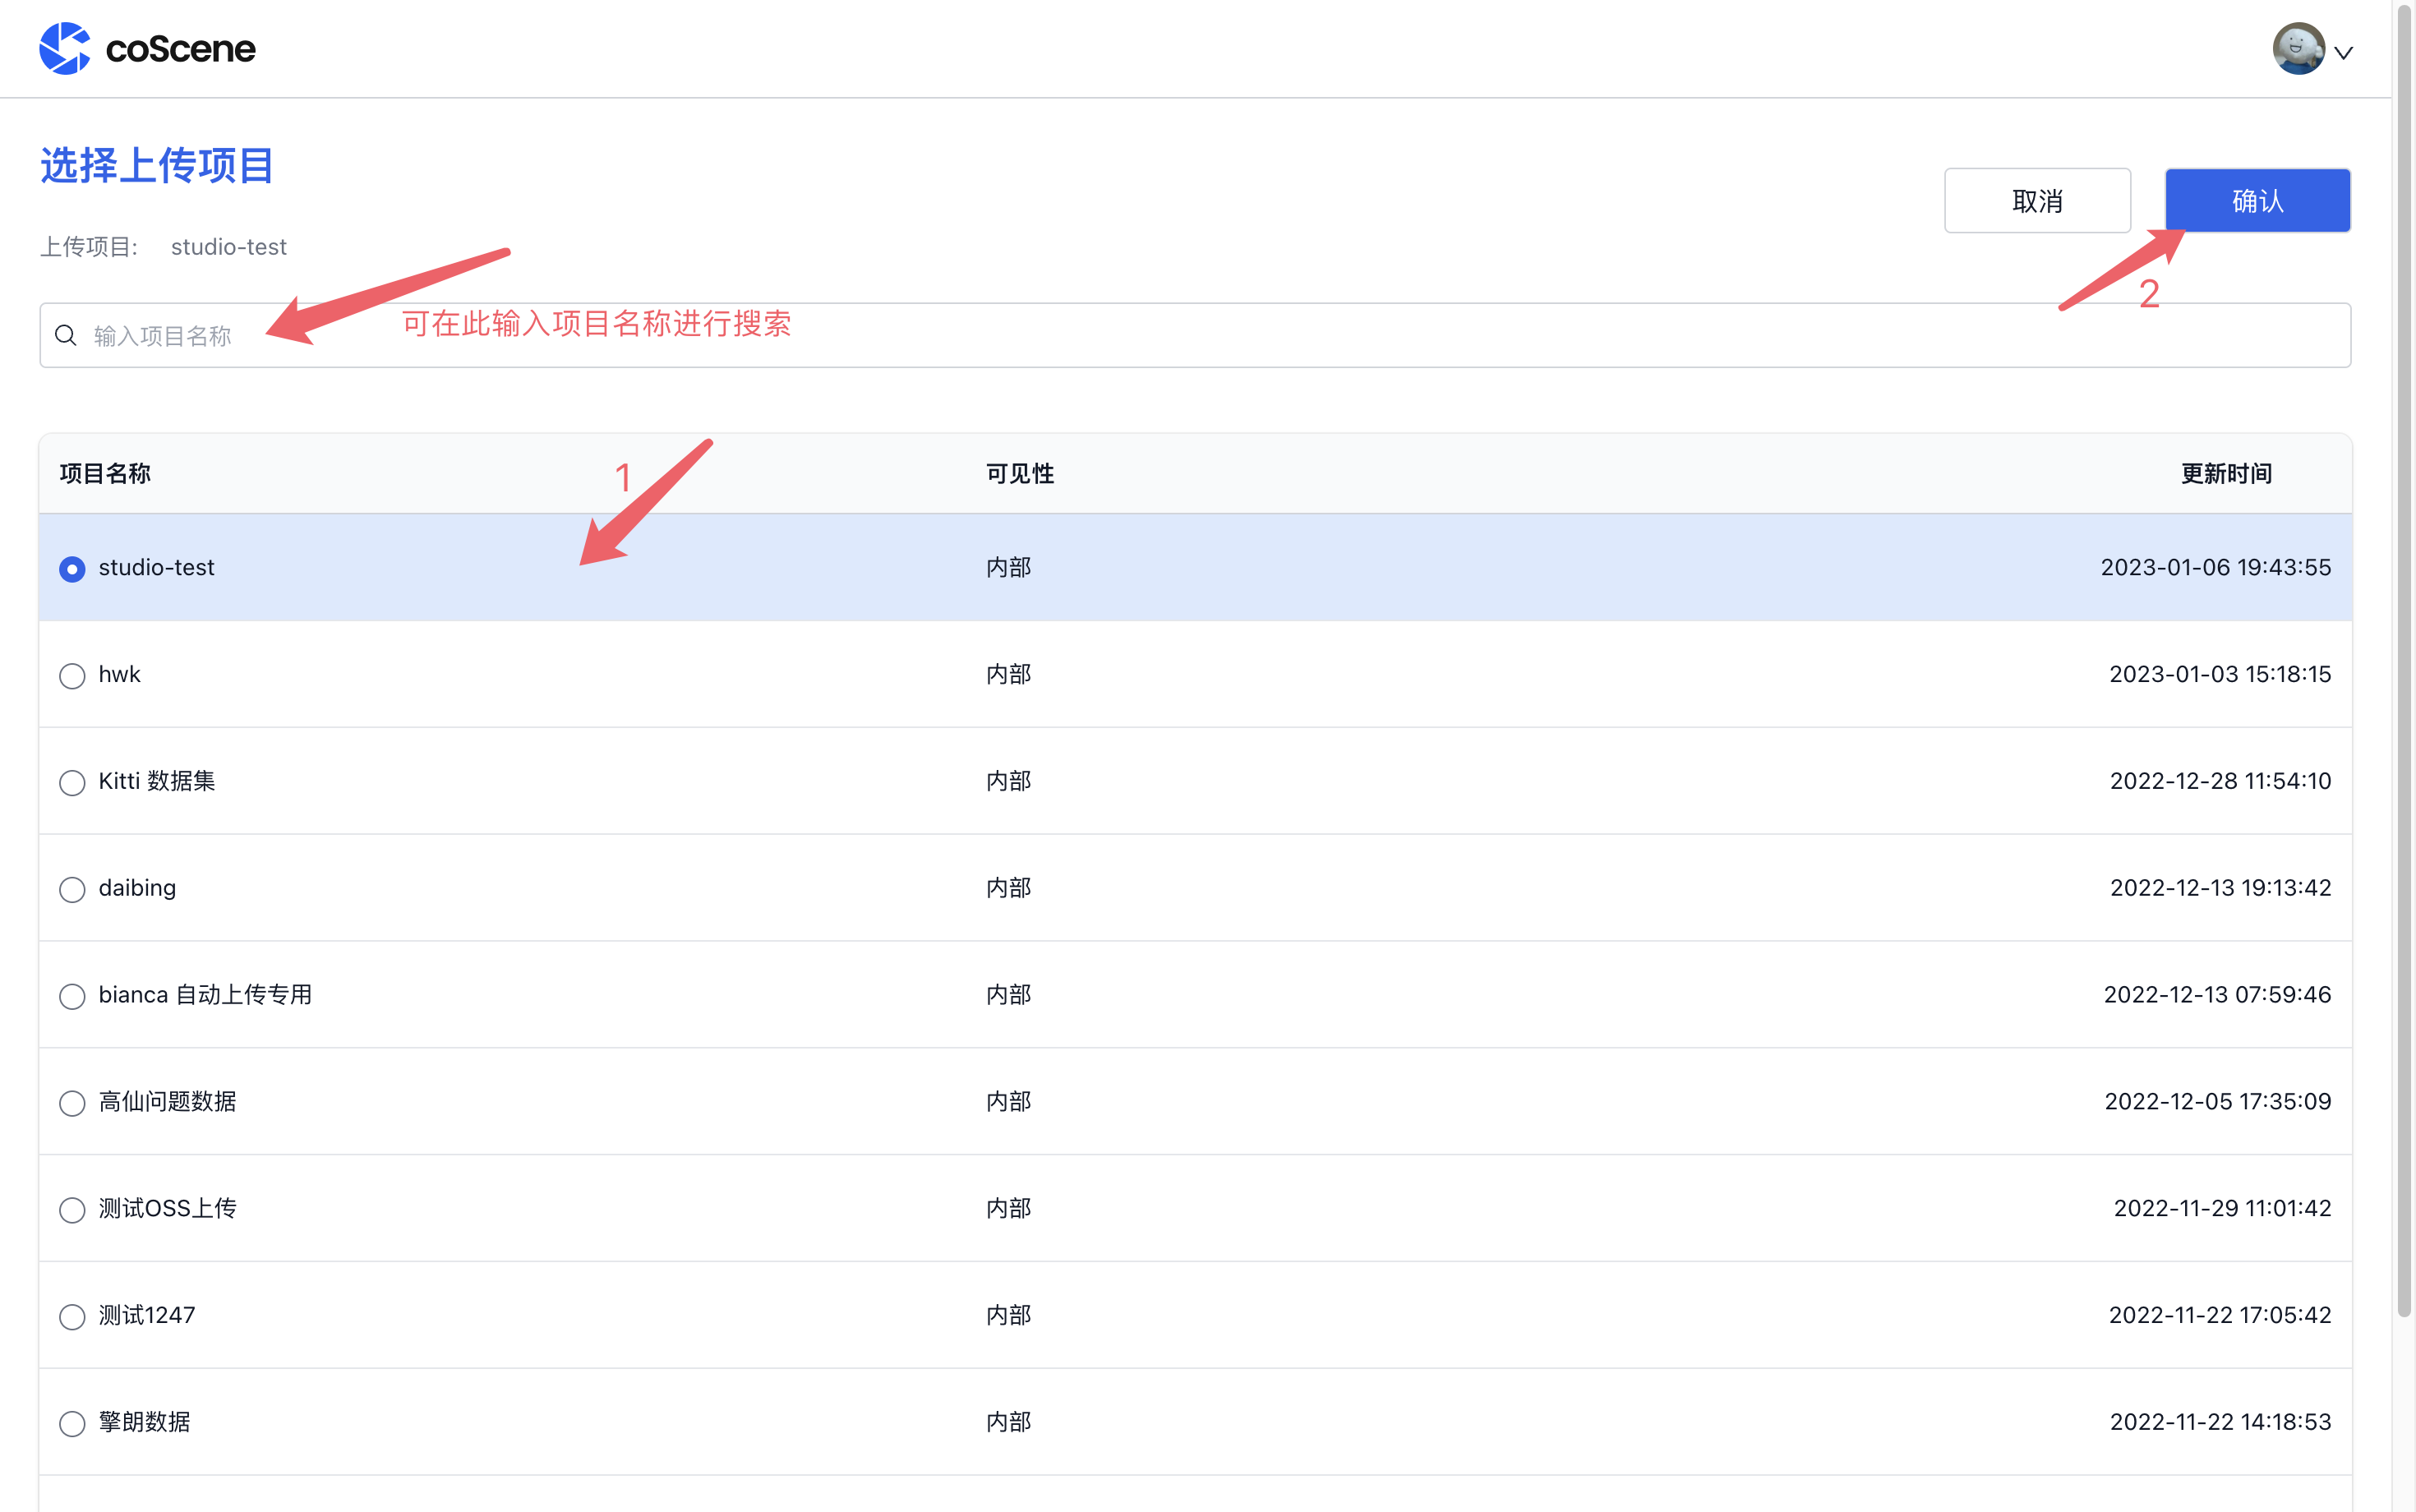 coScene
选择上传项目
取消
确认
上传项目: studio-test
2
输入项目名称
可在此输入项目名称进行搜索
1
项目名称 可见性 更新时间
studio-test 内部 2023-01-06 19:43:55
hwk 内部 2023-01-03 15:18:15
Kitti 数据集 内部 2022-12-28 11:54:10
daibing 内部 2022-12-13 19:13:42
bianca 自动上传专用 内部 2022-12-13 07:59:46
高仙问题数据 内部 2022-12-05 17:35:09
测试OSS上传 内部 2022-11-29 11:01:42
测试1247 内部 2022-11-22 17:05:42
擎朗数据 内部 2022-11-22 14:18:53